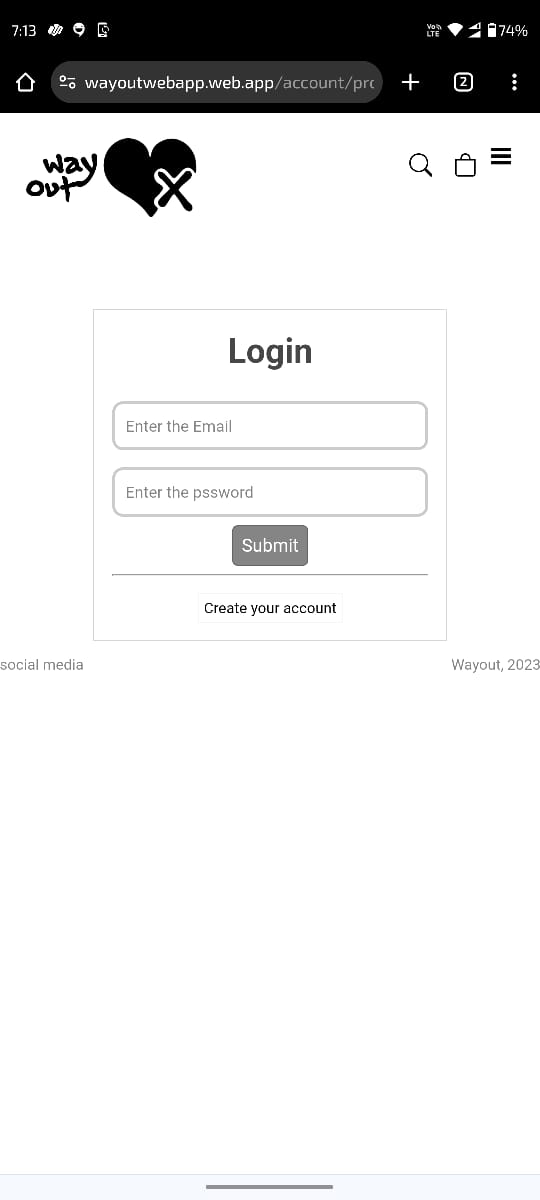 7:13 Vo)) LTE 74%
wayoutwebapp.web.app/account/pro 2
way
out
Login
Enter the Email
Enter the pssword
Submit
Create your account
social media Wayout, 2023